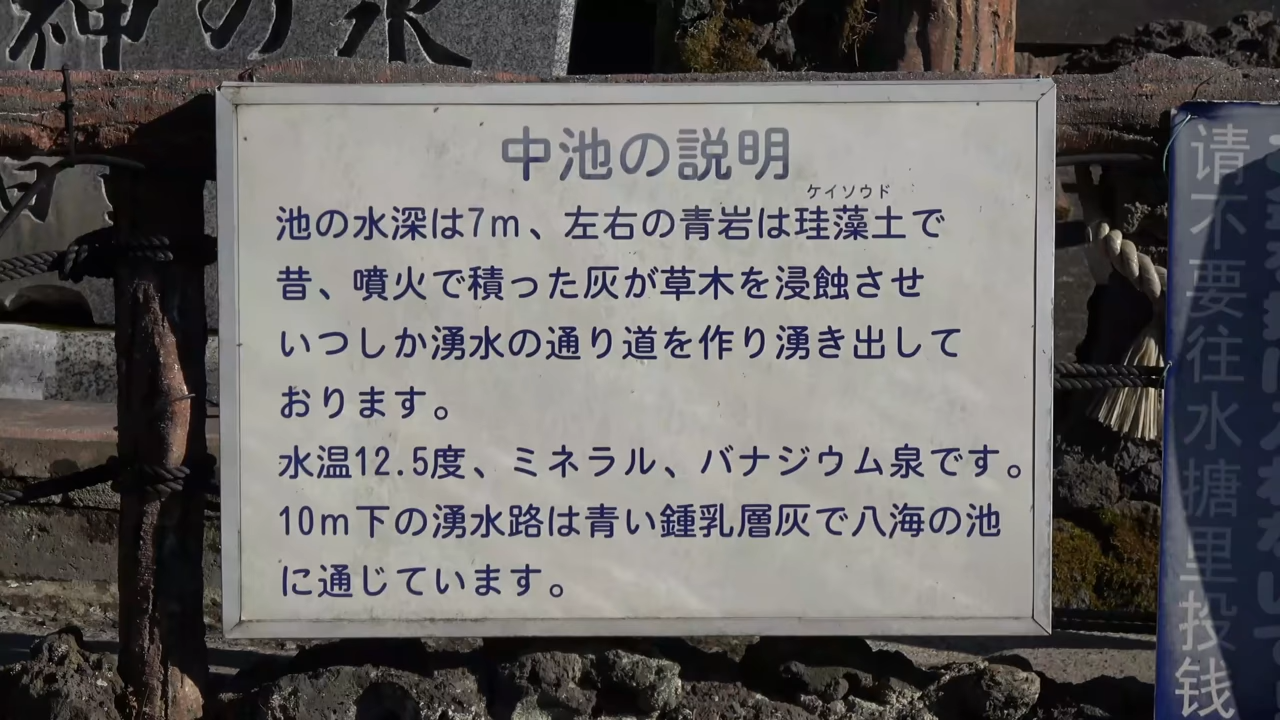 神の水
中池の説明
ケイソウド
池の水深は7m、左右の青岩は珪藻土で
昔、噴火で積った灰が草木を浸蝕させ
いつしか湧水の通り道を作り湧き出して
おります。
水温12.5度、ミネラル、バナジウム泉です。
10m下の湧水路は青い鍾乳層灰で八海の池
に通じています。
请不要往水搪里投钱